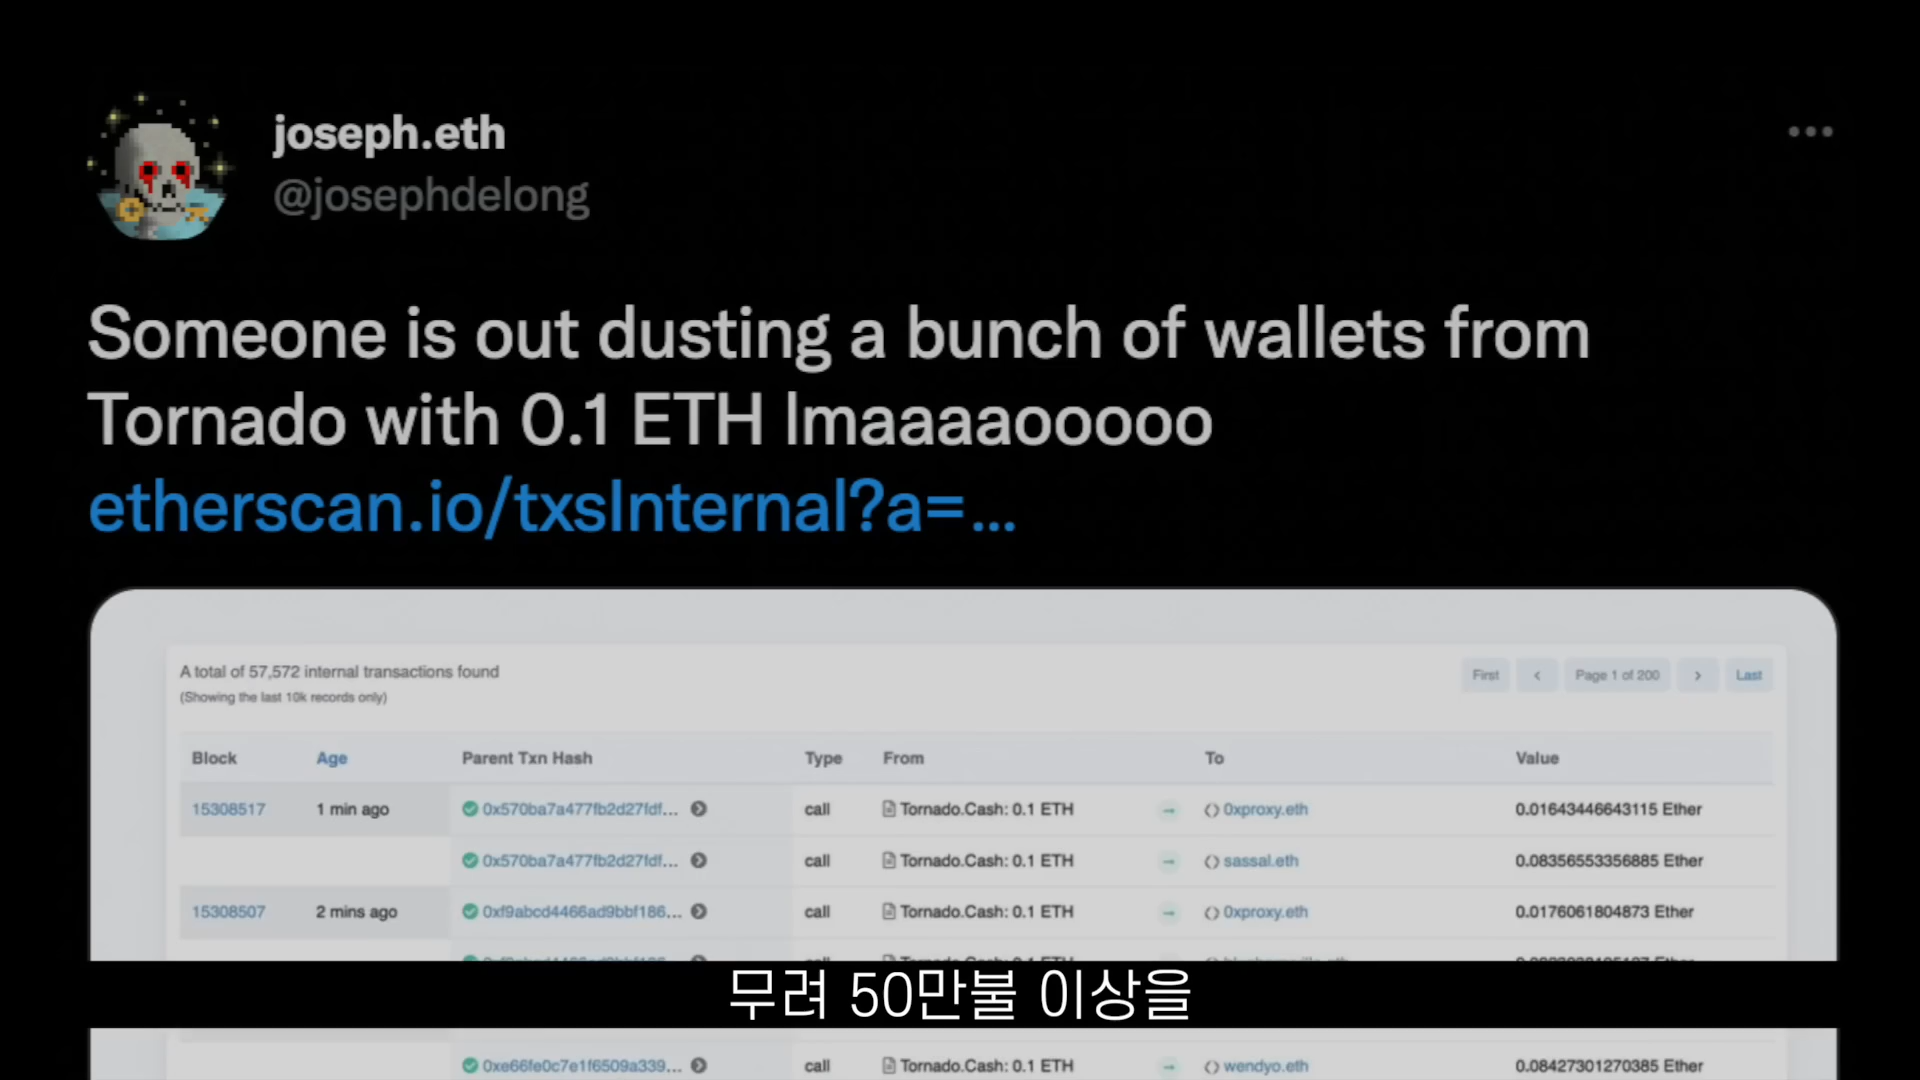 joseph.eth
@josephdelong
Someone is out dusting a bunch of wallets from
Tornado with 0.1 ETH lmaaaaooooo
etherscan.io/txsInternal?a=...
A total of 57,572 internal transactions found
(Showing the last 10k records only)
First < Page 1 of 200 > Last
Block Age Parent Txn Hash Type From To Value
15308517 1 min ago 0x570ba7a477fb2d27fdf... call Tornado.Cash: 0.1 ETH 0xproxy.eth 0.01643446643115 Ether
0x570ba7a477fb2d27fdf... call Tornado.Cash: 0.1 ETH sassal.eth 0.08356553356885 Ether
15308507 2 mins ago 0xf9abcd4466ad9bbf186... call Tornado.Cash: 0.1 ETH 0xproxy.eth 0.0176061804873 Ether
무려 50만불 이상을
0xe66fe0c7e1f6509a339... call Tornado.Cash: 0.1 ETH wendyo.eth 0.08427301270385 Ether